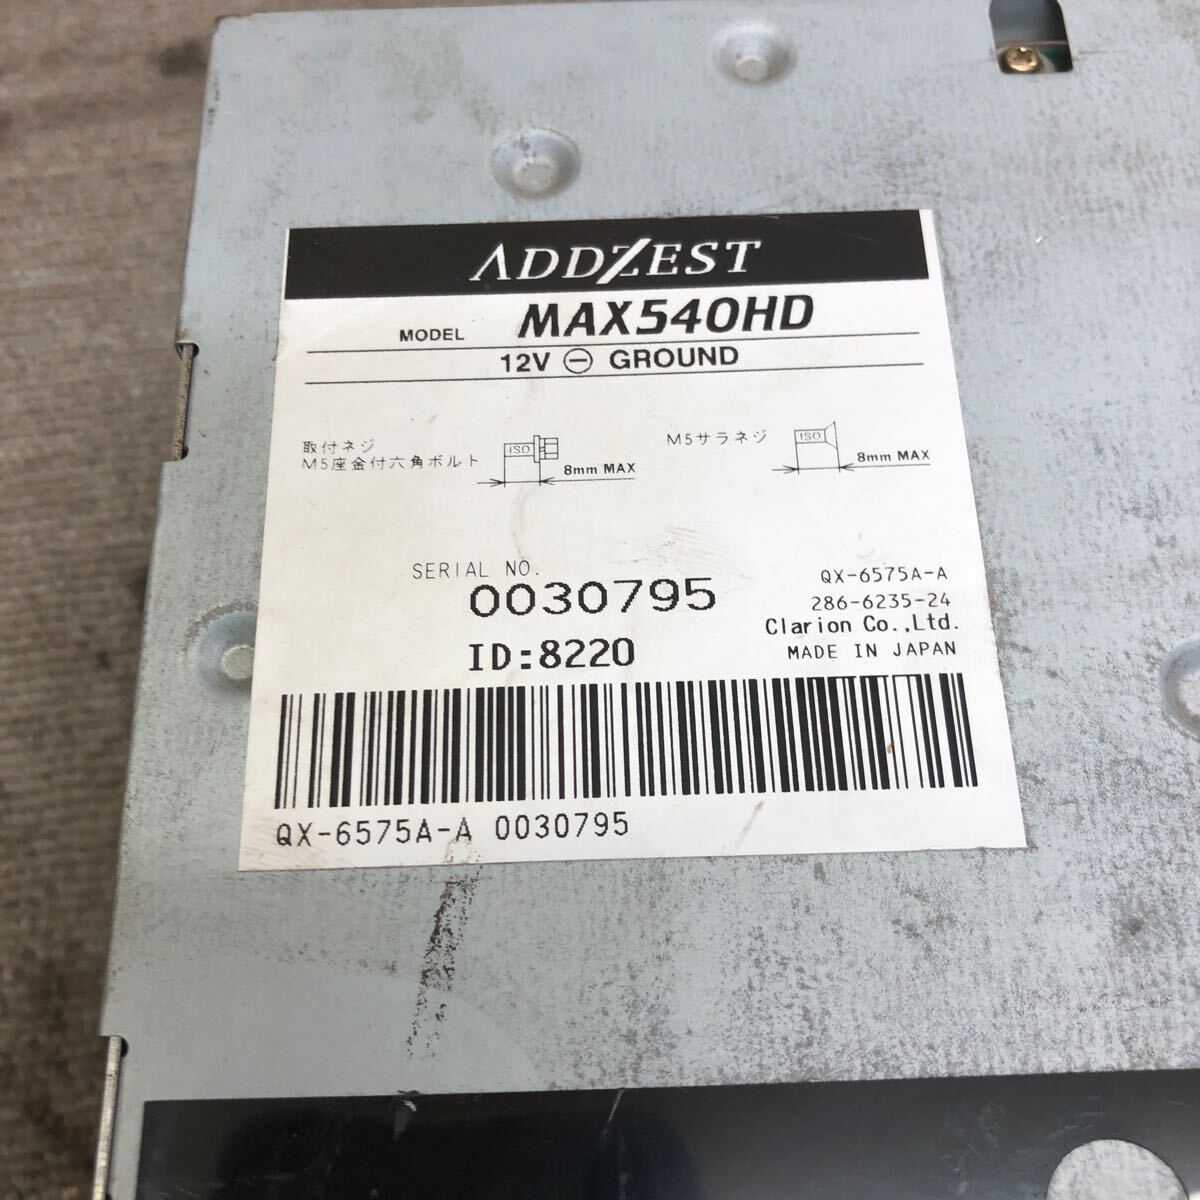 ADDZEST
MODEL MAX540HD
12V ⊖ GROUND
取付ネジ
M5座金付六角ボルト
ISO
8mm MAX
M5サラネジ
ISO
8mm MAX
SERIAL NO.
0030795
ID:8220
QX-6575A-A
286-6235-24
Clarion Co.,Ltd.
MADE IN JAPAN
QX-6575A-A 0030795